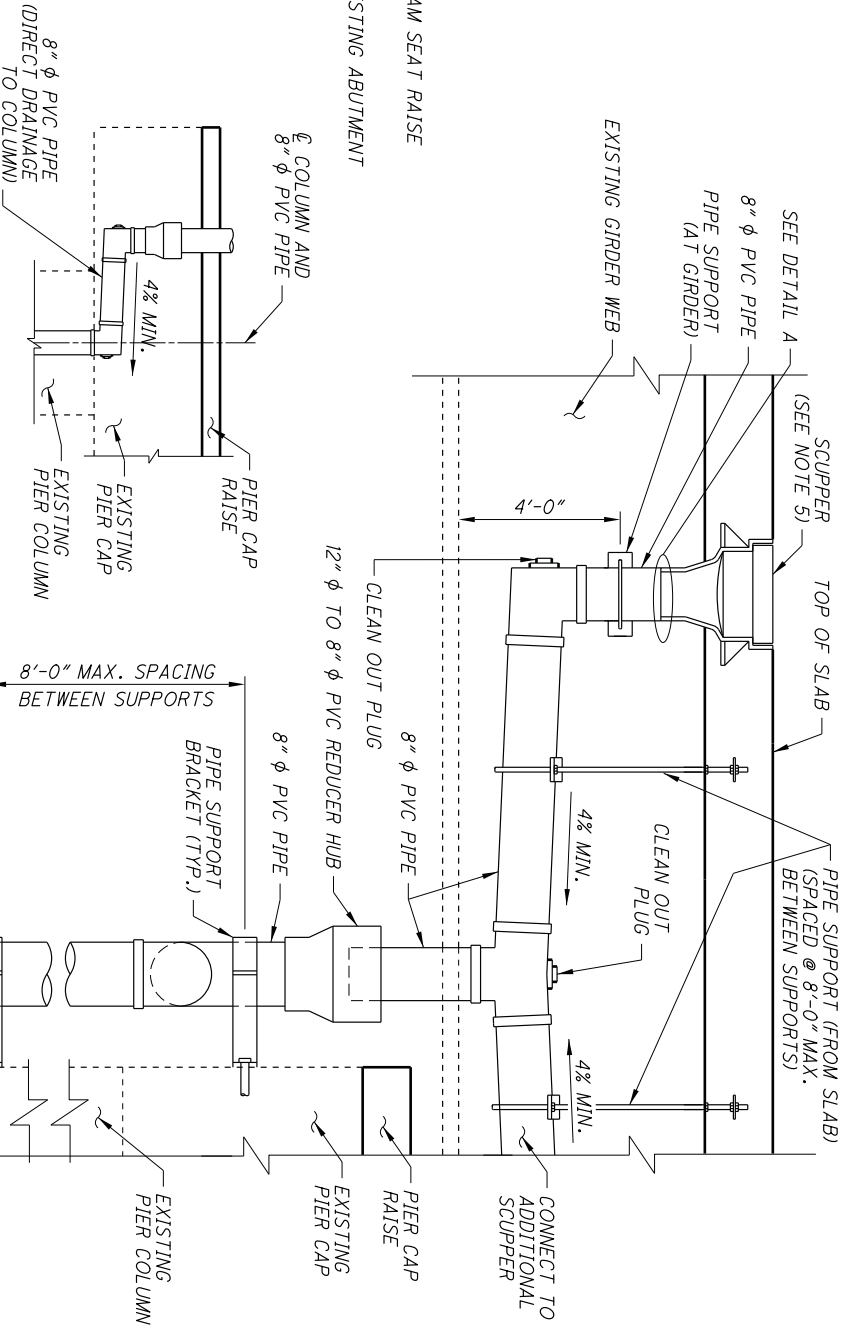 AM SEAT RAISE
STING ABUTMENT
SEE DETAIL A
8" ϕ PVC PIPE
PIPE SUPPORT
(AT GIRDER)
EXISTING GIRDER WEB
SCUPPER
(SEE NOTE 5)
TOP OF SLAB
PIPE SUPPORT (FROM SLAB)
(SPACED @ 8'-0" MAX.
BETWEEN SUPPORTS)
4'-0"
CLEAN OUT PLUG
12" ϕ TO 8" ϕ PVC REDUCER HUB
8" ϕ PVC PIPE
4% MIN.
CLEAN OUT
PLUG
4% MIN.
CONNECT TO
ADDITIONAL
SCUPPER
8" ϕ PVC PIPE
PIPE SUPPORT
BRACKET (TYP.)
8'-0" MAX. SPACING
BETWEEN SUPPORTS
PIER CAP
RAISE
EXISTING
PIER CAP
EXISTING
PIER COLUMN
℄ COLUMN AND
8" ϕ PVC PIPE
8" ϕ PVC PIPE
(DIRECT DRAINAGE
TO COLUMN)
4% MIN.
PIER CAP
RAISE
EXISTING
PIER CAP
EXISTING
PIER COLUMN